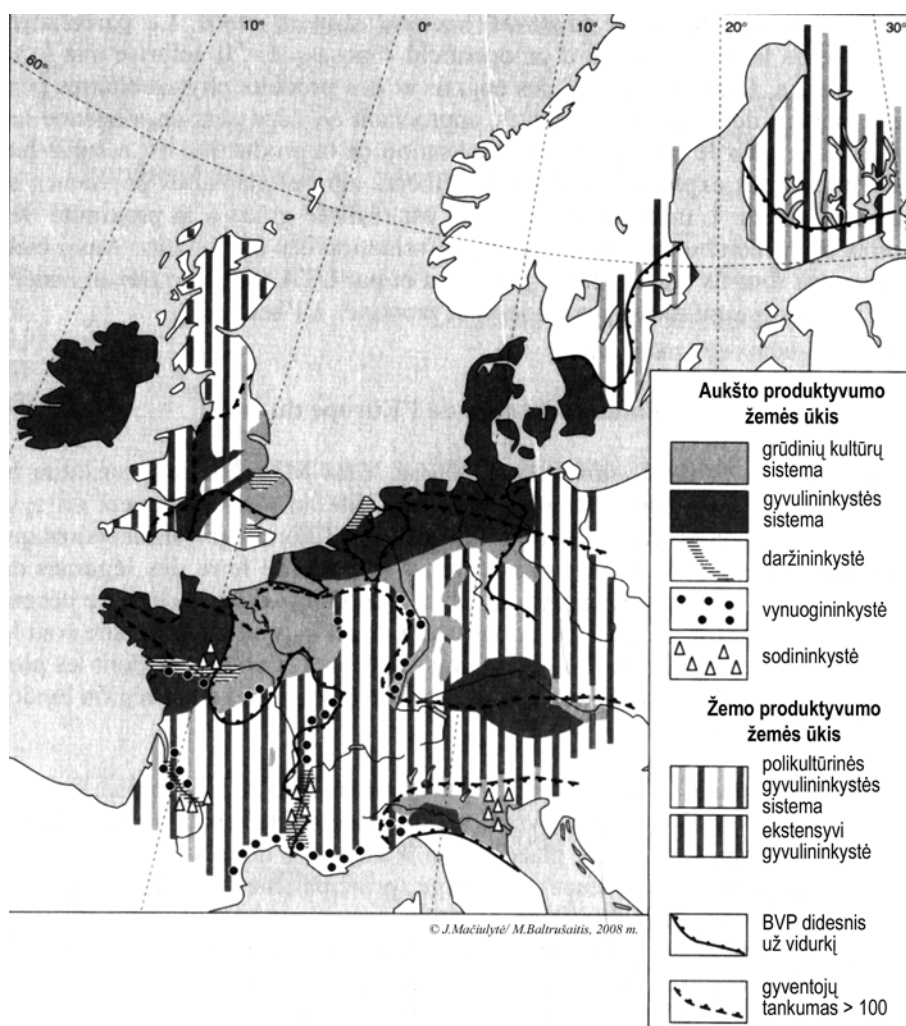 10°
0°
10°
20°
30°
60°
Aukšto produktyvumo
žemės ūkis
grūdinių kultūrų
sistema
gyvulininkystės
sistema
daržininkystė
vynuogininkystė
sodininkystė
Žemo produktyvumo
žemės ūkis
polikultūrinės
gyvulininkystės
sistema
ekstensyvi
gyvulininkystė
BVP didesnis
už vidurkį
gyventojų
tankumas > 100
© J.Mačiulytė/ M.Baltrušaitis, 2008 m.